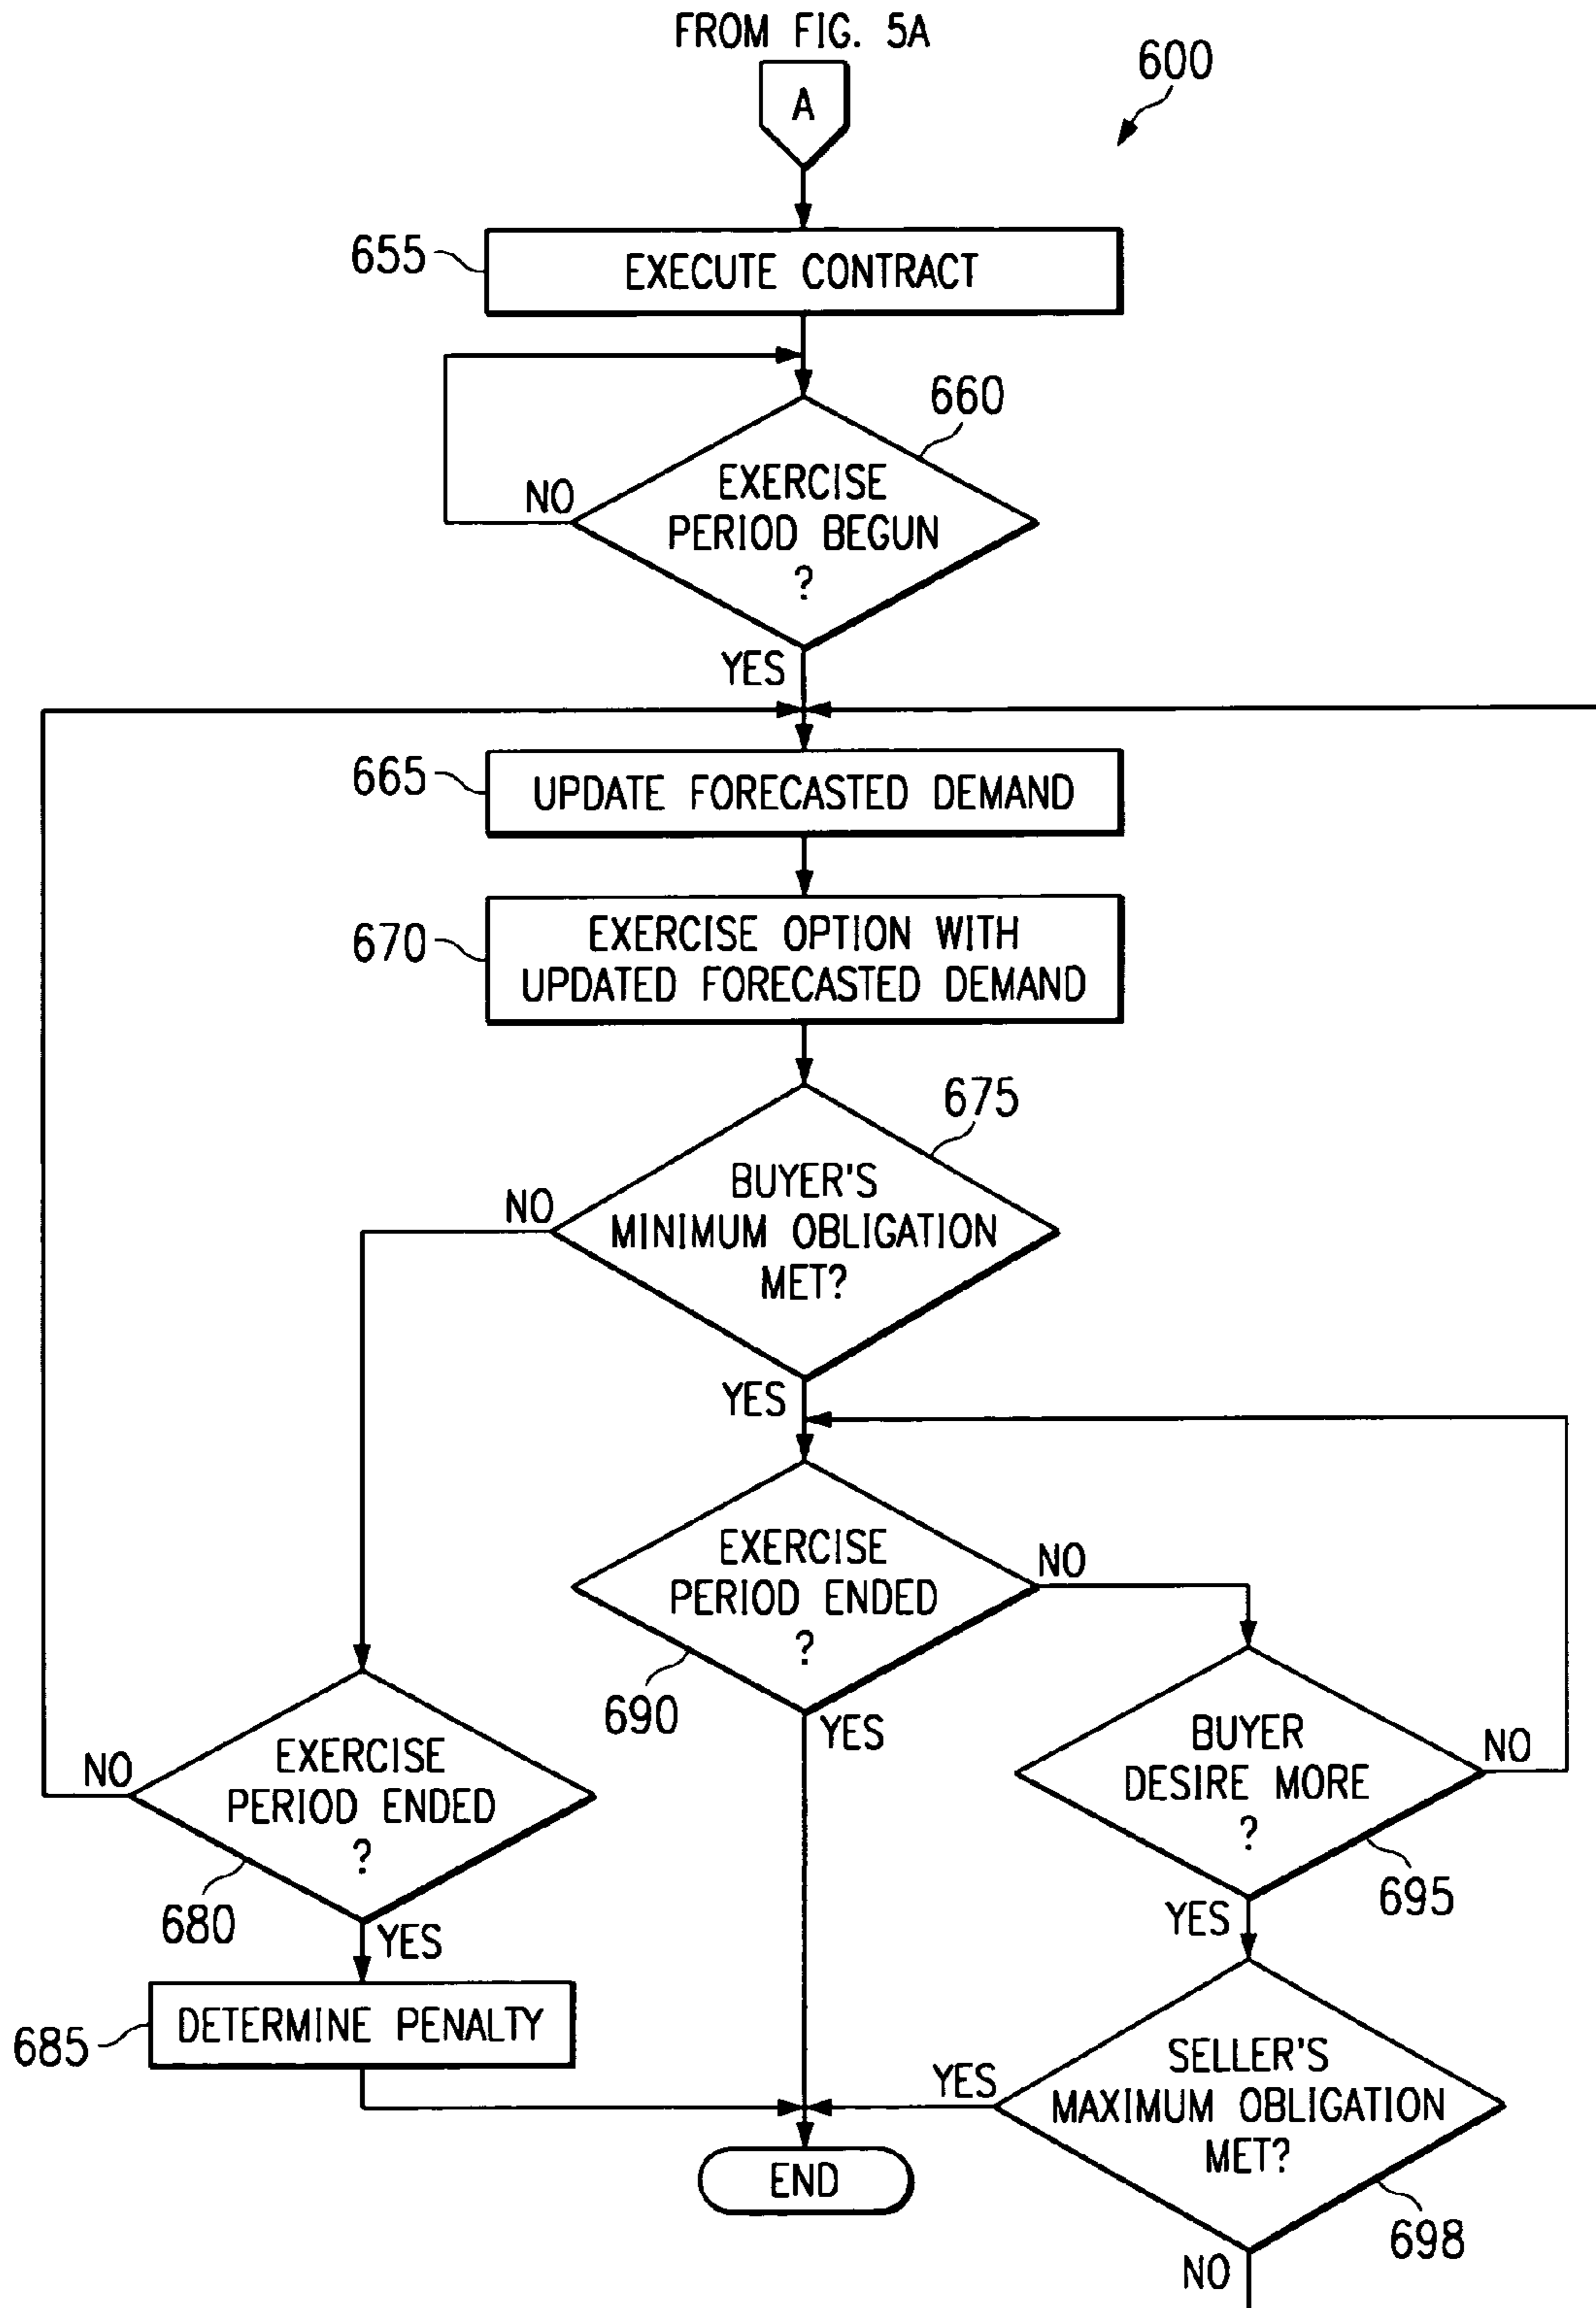 FROM FIG. 5A
600
A
655
EXECUTE CONTRACT
660
EXERCISE
PERIOD BEGUN
?
NO
YES
665
UPDATE FORECASTED DEMAND
670
EXERCISE OPTION WITH
UPDATED FORECASTED DEMAND
675
BUYER'S
MINIMUM OBLIGATION
MET?
NO
YES
EXERCISE
PERIOD ENDED
?
NO
690
YES
BUYER
DESIRE MORE
?
NO
695
YES
EXERCISE
PERIOD ENDED
?
NO
680
YES
685
DETERMINE PENALTY
SELLER'S
MAXIMUM OBLIGATION
MET?
YES
698
NO
END